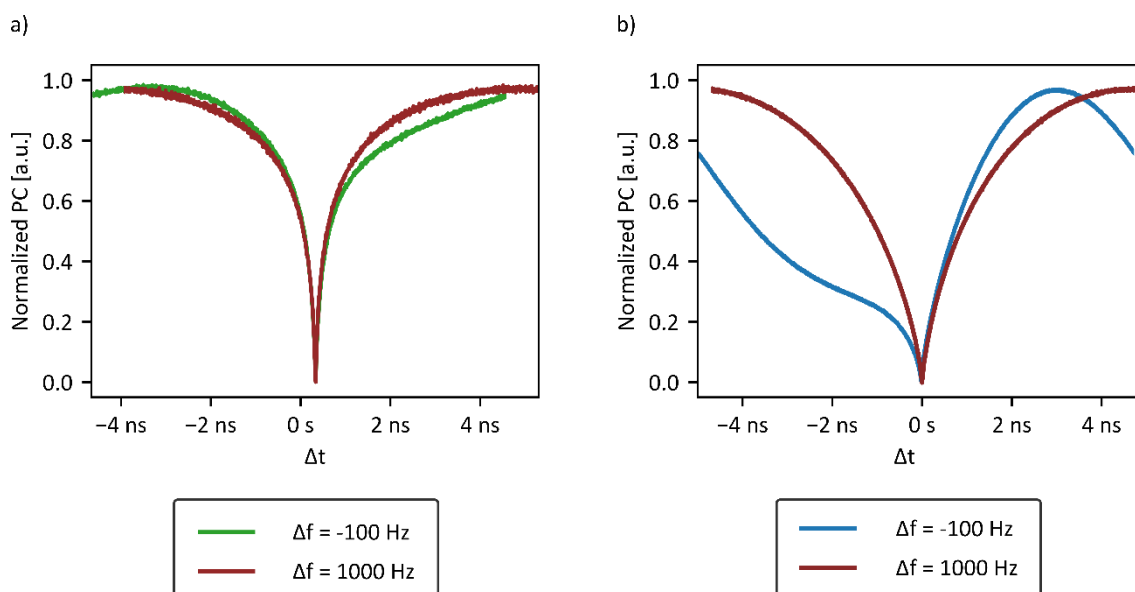 a)
Normalized PC [a.u.]
1.0
0.8
0.6
0.4
0.2
0.0
−4 ns −2 ns 0 s 2 ns 4 ns
Δt
Δf = -100 Hz
Δf = 1000 Hz
b)
Normalized PC [a.u.]
1.0
0.8
0.6
0.4
0.2
0.0
−4 ns −2 ns 0 s 2 ns 4 ns
Δt
Δf = -100 Hz
Δf = 1000 Hz